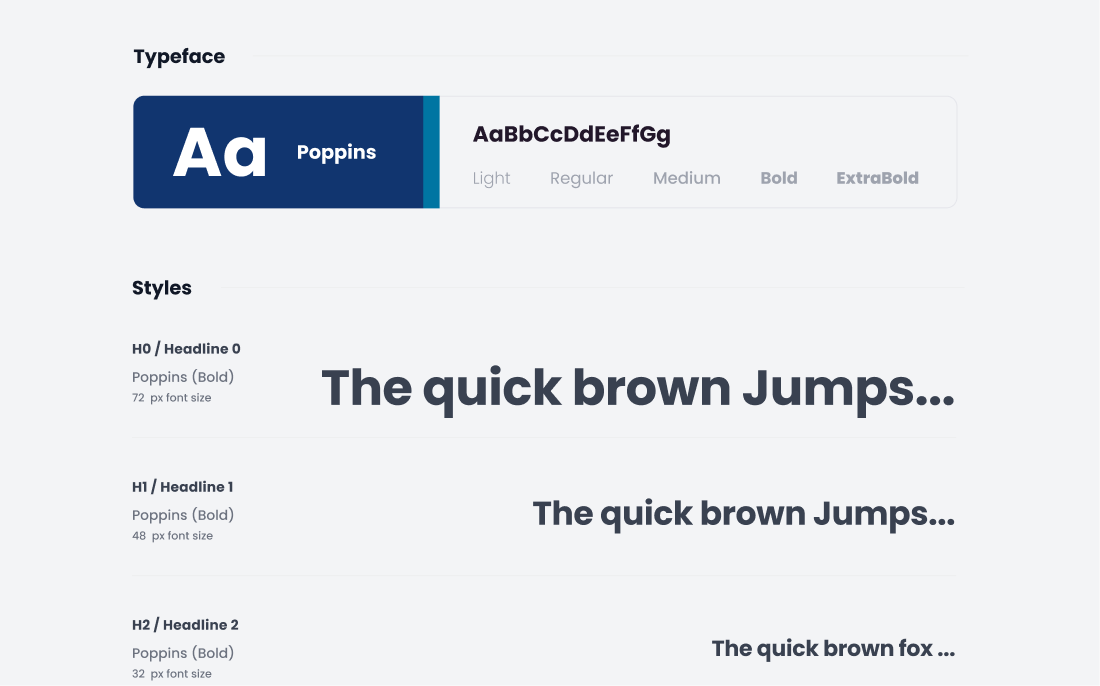 Typeface
Aa Poppins
AaBbCcDdEeFfGg
Light Regular Medium Bold ExtraBold
Styles
H0 / Headline 0
Poppins (Bold)
72 px font size
The quick brown Jumps...
H1 / Headline 1
Poppins (Bold)
48 px font size
The quick brown Jumps...
H2 / Headline 2
Poppins (Bold)
32 px font size
The quick brown fox ...